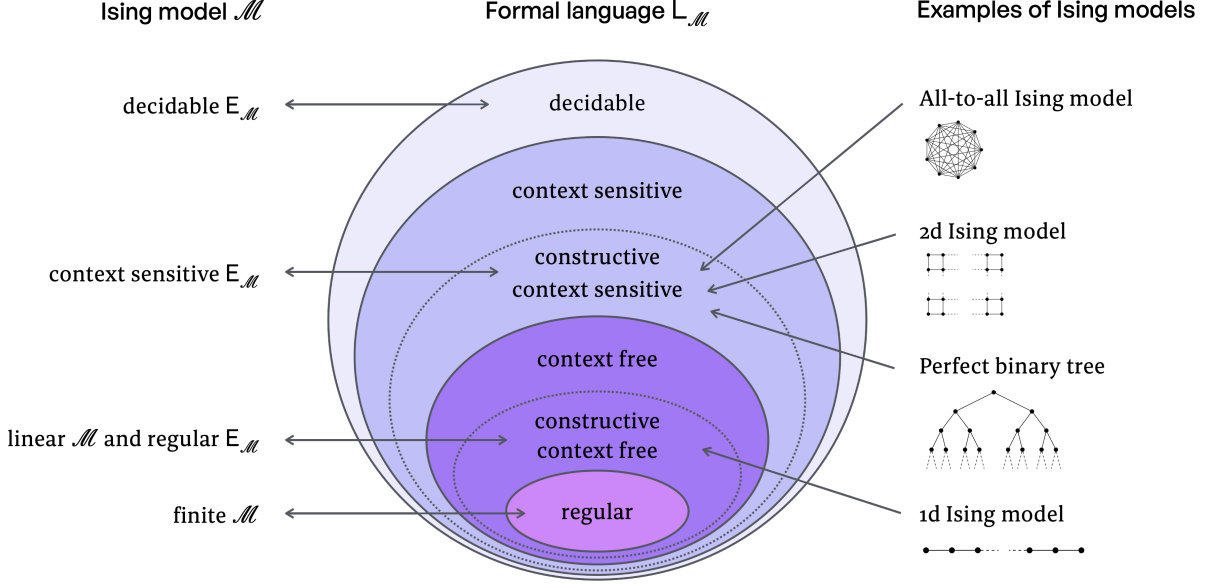 Ising model ℳ
Formal language L_ℳ
Examples of Ising models
decidable E_ℳ
decidable
All-to-all Ising model
context sensitive
2d Ising model
context sensitive E_ℳ
constructive
context sensitive
context free
Perfect binary tree
linear ℳ and regular E_ℳ
constructive
context free
finite ℳ
regular
1d Ising model